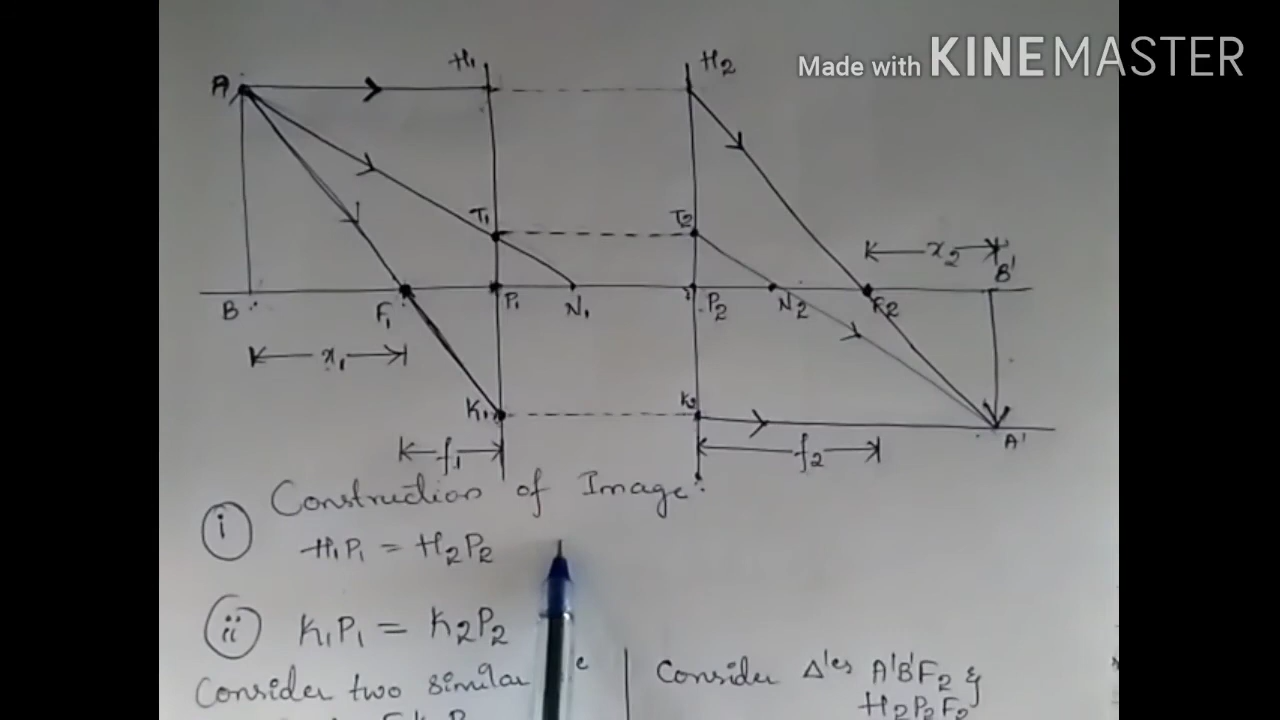 Made with KINEMASTER
H1 H2
A
T1 T2
x2
B'
B F1 P1 N1 P2 N2 F2
x1
K1 K2
A'
f1 f2
i Construction of Image:
H1P1 = H2P2
ii K1P1 = K2P2
Consider two similar
Consider Δ'es A'B'F2 &
H2P2F2